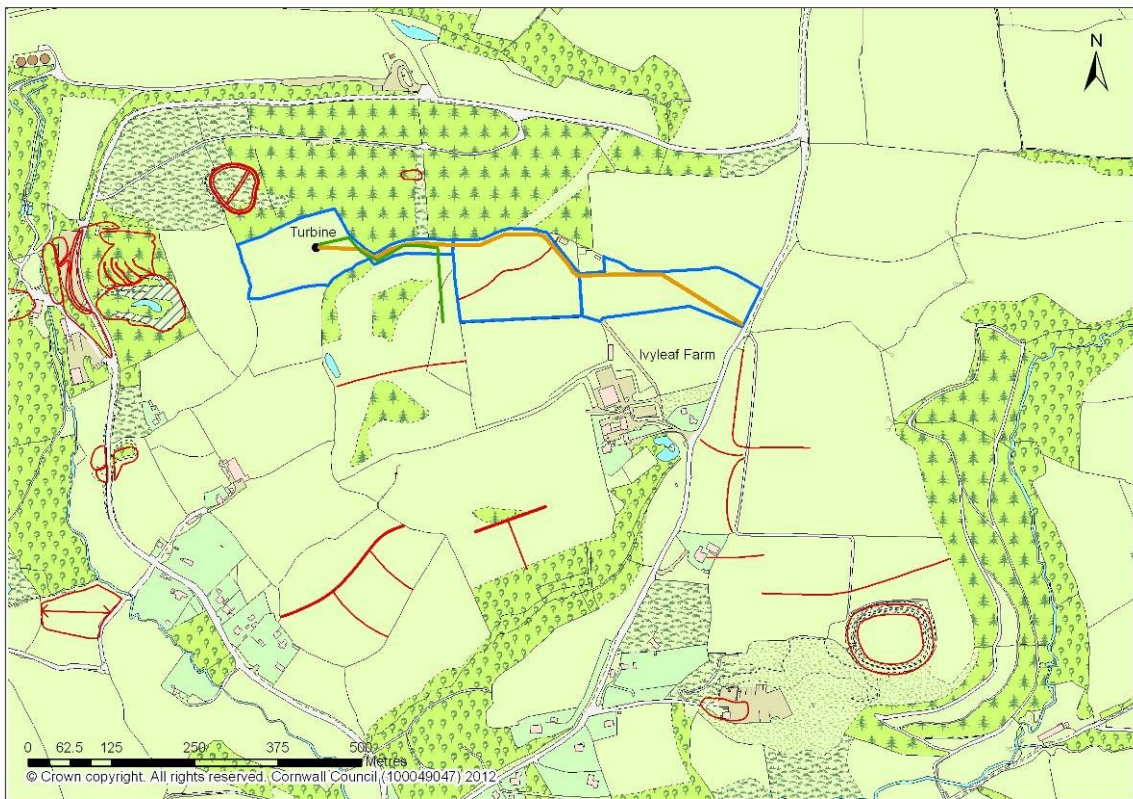 N
Turbine
Ivyleaf Farm
0 62.5 125 250 375 500
Metres
© Crown copyright. All rights reserved. Cornwall Council (100049047) 2012